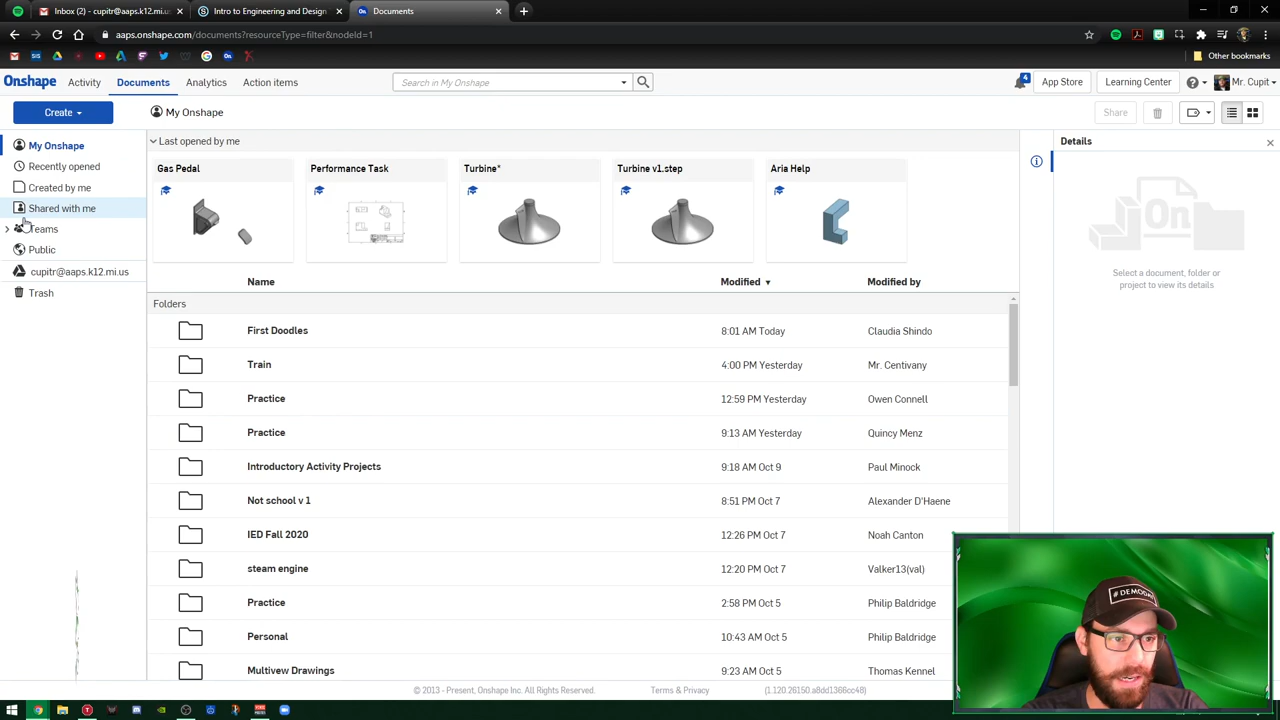 Inbox (2) - cupitr@aaps.k12.mi.us
Intro to Engineering and Design
Documents
aaps.onshape.com/documents?resourceType=filter&nodeId=1
Other bookmarks
Onshape Activity Documents Analytics Action items
Search in My Onshape
4 App Store Learning Center Mr. Cupit
Create
My Onshape
Share
My Onshape
Recently opened
Created by me
Shared with me
Teams
Public
cupitr@aaps.k12.mi.us
Trash
Last opened by me
Gas Pedal
Performance Task
Turbine*
Turbine v1.step
Aria Help
Name Modified Modified by
Folders
First Doodles 8:01 AM Today Claudia Shindo
Train 4:00 PM Yesterday Mr. Centivany
Practice 12:59 PM Yesterday Owen Connell
Practice 9:13 AM Yesterday Quincy Menz
Introductory Activity Projects 9:18 AM Oct 9 Paul Minock
Not school v 1 8:51 PM Oct 7 Alexander D'Haene
IED Fall 2020 12:26 PM Oct 7 Noah Canton
steam engine 12:20 PM Oct 7 Valker13(val)
Practice 2:58 PM Oct 5 Philip Baldridge
Personal 10:43 AM Oct 5 Philip Baldridge
Multivew Drawings 9:23 AM Oct 5 Thomas Kennel
Details
Select a document, folder or
project to view its details
© 2013 - Present, Onshape Inc. All Rights Reserved. Terms & Privacy (1.120.26150.a8dd1366cc48)